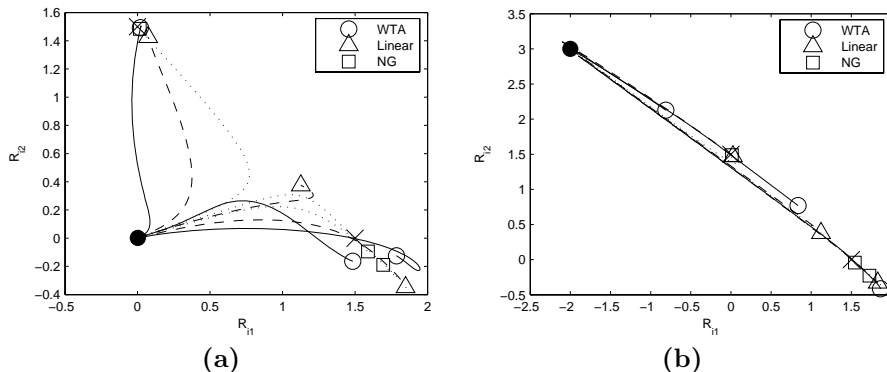 1.6
1.4
1.2
1
0.8
0.6
0.4
0.2
0
−0.2
−0.4
R_i2
0 0.5 1 1.5 2
R_i1
WTA
Linear
NG
(a)
3.5
3
2.5
2
1.5
1
0.5
0
−0.5
R_i2
−2.5 −2 −1.5 −1 −0.5 0 0.5 1 1.5
R_i1
WTA
Linear
NG
(b)